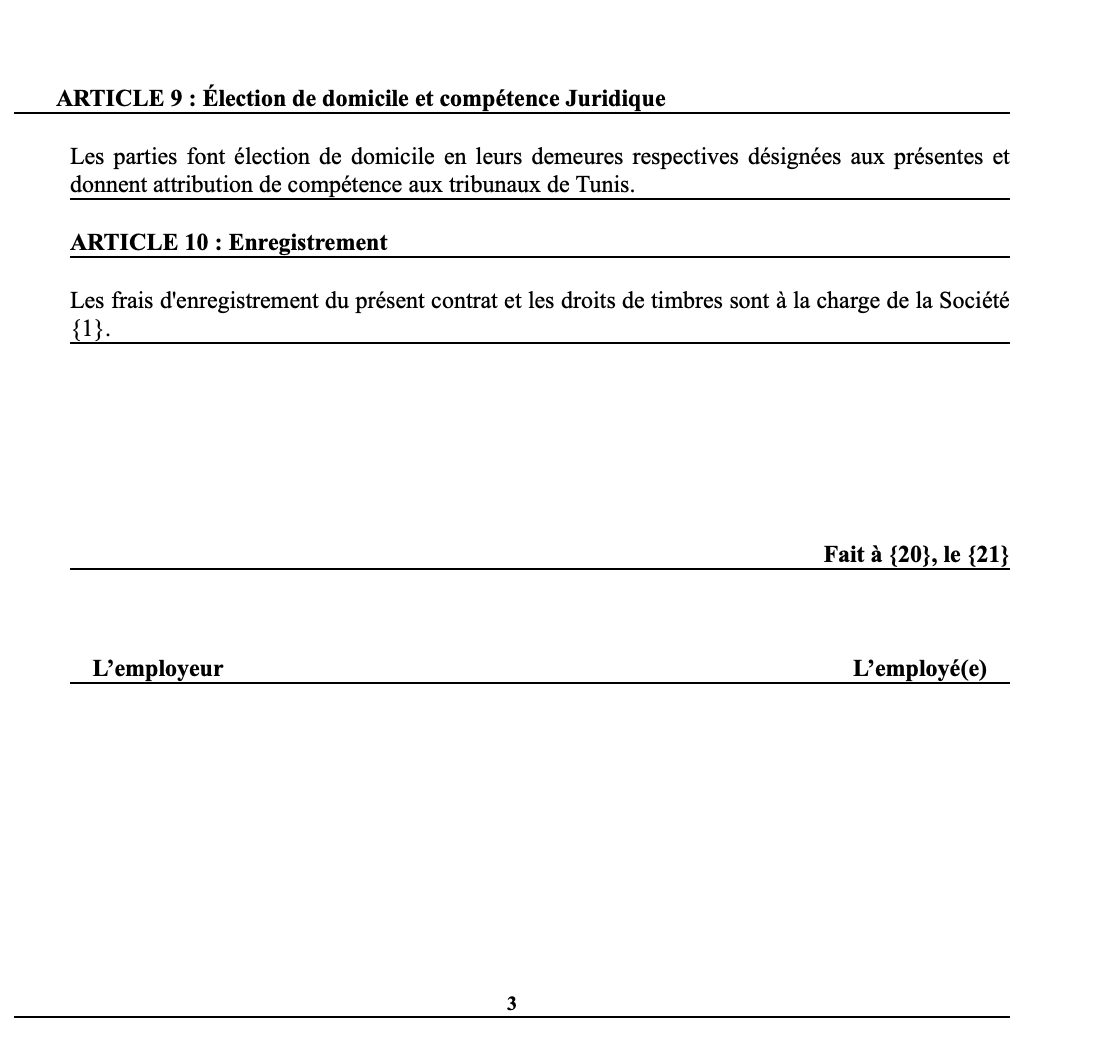 ARTICLE 9 : Élection de domicile et compétence Juridique
Les parties font élection de domicile en leurs demeures respectives désignées aux présentes et
donnent attribution de compétence aux tribunaux de Tunis.
ARTICLE 10 : Enregistrement
Les frais d'enregistrement du présent contrat et les droits de timbres sont à la charge de la Société
{1}.
Fait à {20}, le {21}
L’employeur L’employé(e)
3